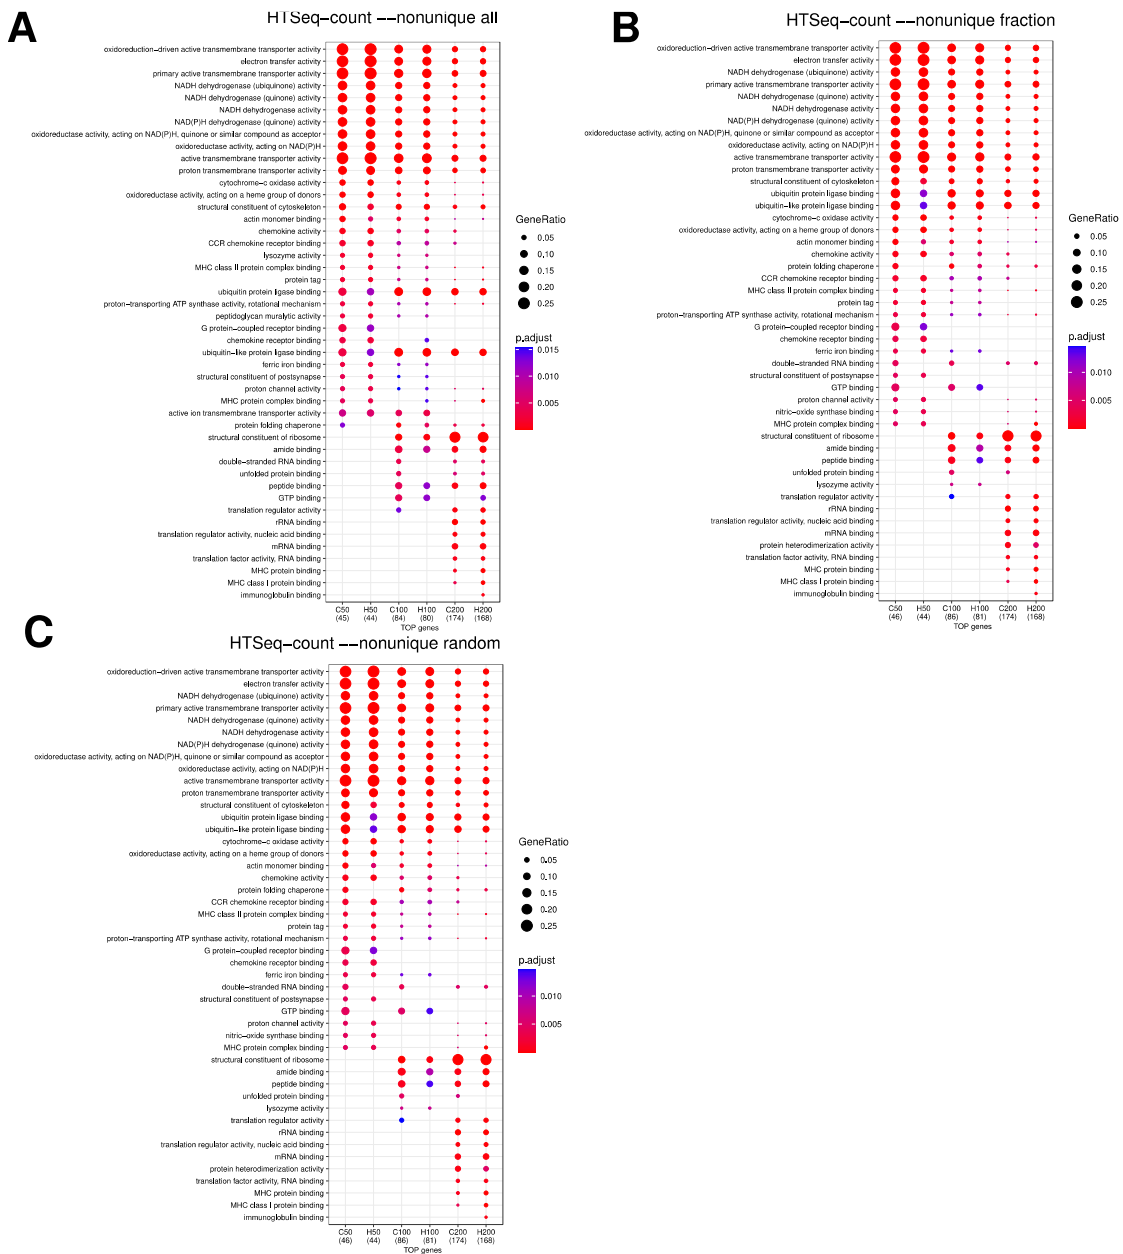 A
HTSeq−count −−nonunique all
oxidoreduction−driven active transmembrane transporter activity
electron transfer activity
primary active transmembrane transporter activity
NADH dehydrogenase (ubiquinone) activity
NADH dehydrogenase (quinone) activity
NADH dehydrogenase activity
NAD(P)H dehydrogenase (quinone) activity
oxidoreductase activity, acting on NAD(P)H, quinone or similar compound as acceptor
oxidoreductase activity, acting on NAD(P)H
active transmembrane transporter activity
proton transmembrane transporter activity
cytochrome−c oxidase activity
oxidoreductase activity, acting on a heme group of donors
structural constituent of cytoskeleton
actin monomer binding
chemokine activity
CCR chemokine receptor binding
lysozyme activity
MHC class II protein complex binding
protein tag
ubiquitin protein ligase binding
proton−transporting ATP synthase activity, rotational mechanism
peptidoglycan muralytic activity
G protein−coupled receptor binding
chemokine receptor binding
ubiquitin−like protein ligase binding
ferric iron binding
structural constituent of postsynapse
proton channel activity
MHC protein complex binding
active ion transmembrane transporter activity
protein folding chaperone
structural constituent of ribosome
amide binding
double−stranded RNA binding
unfolded protein binding
peptide binding
GTP binding
translation regulator activity
rRNA binding
translation regulator activity, nucleic acid binding
mRNA binding
translation factor activity, RNA binding
MHC protein binding
MHC class I protein binding
immunoglobulin binding
C50 H50 C100 H100 C200 H200
(45) (44) (84) (80) (174) (168)
TOP genes
GeneRatio
0.05
0.10
0.15
0.20
0.25
p.adjust
0.015
0.010
0.005
B
HTSeq−count −−nonunique fraction
oxidoreduction−driven active transmembrane transporter activity
electron transfer activity
NADH dehydrogenase (ubiquinone) activity
primary active transmembrane transporter activity
NADH dehydrogenase (quinone) activity
NADH dehydrogenase activity
NAD(P)H dehydrogenase (quinone) activity
oxidoreductase activity, acting on NAD(P)H, quinone or similar compound as acceptor
oxidoreductase activity, acting on NAD(P)H
active transmembrane transporter activity
proton transmembrane transporter activity
structural constituent of cytoskeleton
ubiquitin protein ligase binding
ubiquitin−like protein ligase binding
cytochrome−c oxidase activity
oxidoreductase activity, acting on a heme group of donors
actin monomer binding
chemokine activity
protein folding chaperone
CCR chemokine receptor binding
MHC class II protein complex binding
protein tag
proton−transporting ATP synthase activity, rotational mechanism
G protein−coupled receptor binding
chemokine receptor binding
ferric iron binding
double−stranded RNA binding
structural constituent of postsynapse
GTP binding
proton channel activity
nitric−oxide synthase binding
MHC protein complex binding
structural constituent of ribosome
amide binding
peptide binding
unfolded protein binding
lysozyme activity
translation regulator activity
rRNA binding
translation regulator activity, nucleic acid binding
mRNA binding
protein heterodimerization activity
translation factor activity, RNA binding
MHC protein binding
MHC class I protein binding
immunoglobulin binding
C50 H50 C100 H100 C200 H200
(46) (44) (86) (81) (174) (168)
TOP genes
GeneRatio
0.05
0.10
0.15
0.20
0.25
p.adjust
0.010
0.005
C
HTSeq−count −−nonunique random
oxidoreduction−driven active transmembrane transporter activity
electron transfer activity
NADH dehydrogenase (ubiquinone) activity
primary active transmembrane transporter activity
NADH dehydrogenase (quinone) activity
NADH dehydrogenase activity
NAD(P)H dehydrogenase (quinone) activity
oxidoreductase activity, acting on NAD(P)H, quinone or similar compound as acceptor
oxidoreductase activity, acting on NAD(P)H
active transmembrane transporter activity
proton transmembrane transporter activity
structural constituent of cytoskeleton
ubiquitin protein ligase binding
ubiquitin−like protein ligase binding
cytochrome−c oxidase activity
oxidoreductase activity, acting on a heme group of donors
actin monomer binding
chemokine activity
protein folding chaperone
CCR chemokine receptor binding
MHC class II protein complex binding
protein tag
proton−transporting ATP synthase activity, rotational mechanism
G protein−coupled receptor binding
chemokine receptor binding
ferric iron binding
double−stranded RNA binding
structural constituent of postsynapse
GTP binding
proton channel activity
nitric−oxide synthase binding
MHC protein complex binding
structural constituent of ribosome
amide binding
peptide binding
unfolded protein binding
lysozyme activity
translation regulator activity
rRNA binding
translation regulator activity, nucleic acid binding
mRNA binding
protein heterodimerization activity
translation factor activity, RNA binding
MHC protein binding
MHC class I protein binding
immunoglobulin binding
C50 H50 C100 H100 C200 H200
(46) (44) (86) (81) (174) (168)
TOP genes
GeneRatio
0.05
0.10
0.15
0.20
0.25
p.adjust
0.010
0.005